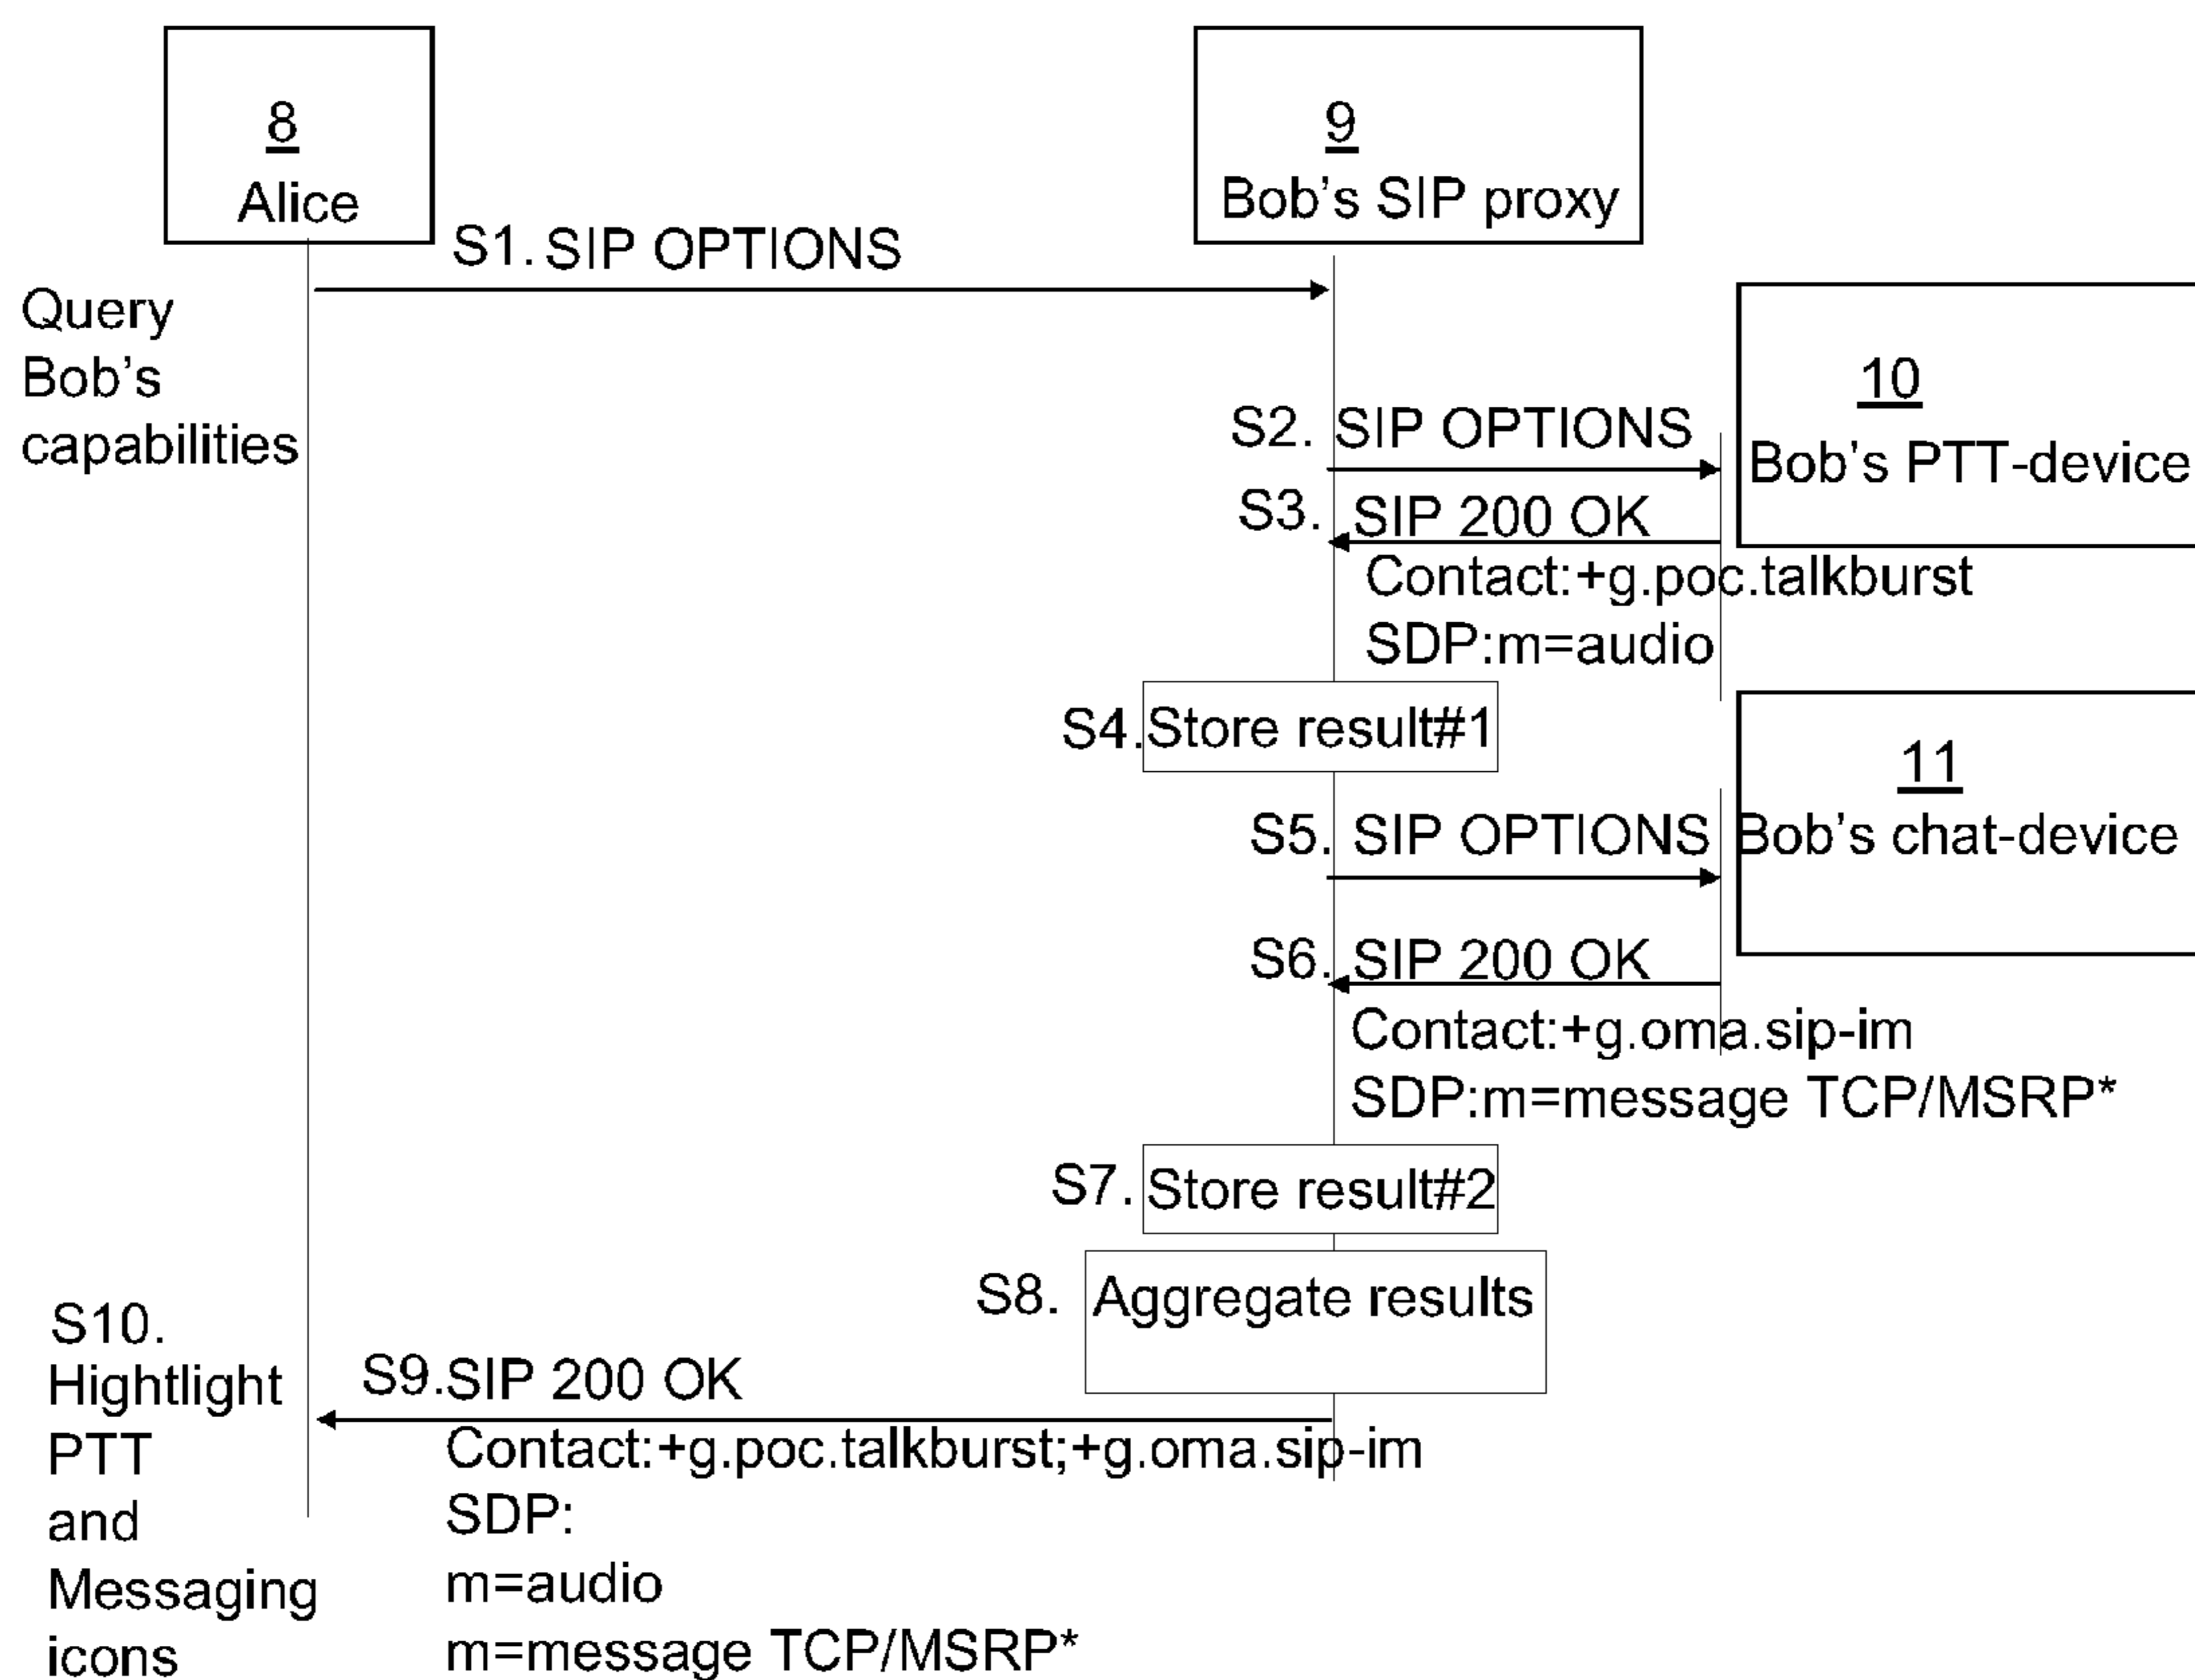 8
Alice
9
Bob's SIP proxy
S1. SIP OPTIONS
Query
Bob's
capabilities
10
Bob's PTT-device
S2. SIP OPTIONS
S3. SIP 200 OK
Contact:+g.poc.talkburst
SDP:m=audio
S4. Store result#1
11
Bob's chat-device
S5. SIP OPTIONS
S6. SIP 200 OK
Contact:+g.oma.sip-im
SDP:m=message TCP/MSRP*
S7. Store result#2
S8. Aggregate results
S9. SIP 200 OK
Contact:+g.poc.talkburst;+g.oma.sip-im
SDP:
m=audio
m=message TCP/MSRP*
S10.
Hightlight
PTT
and
Messaging
icons